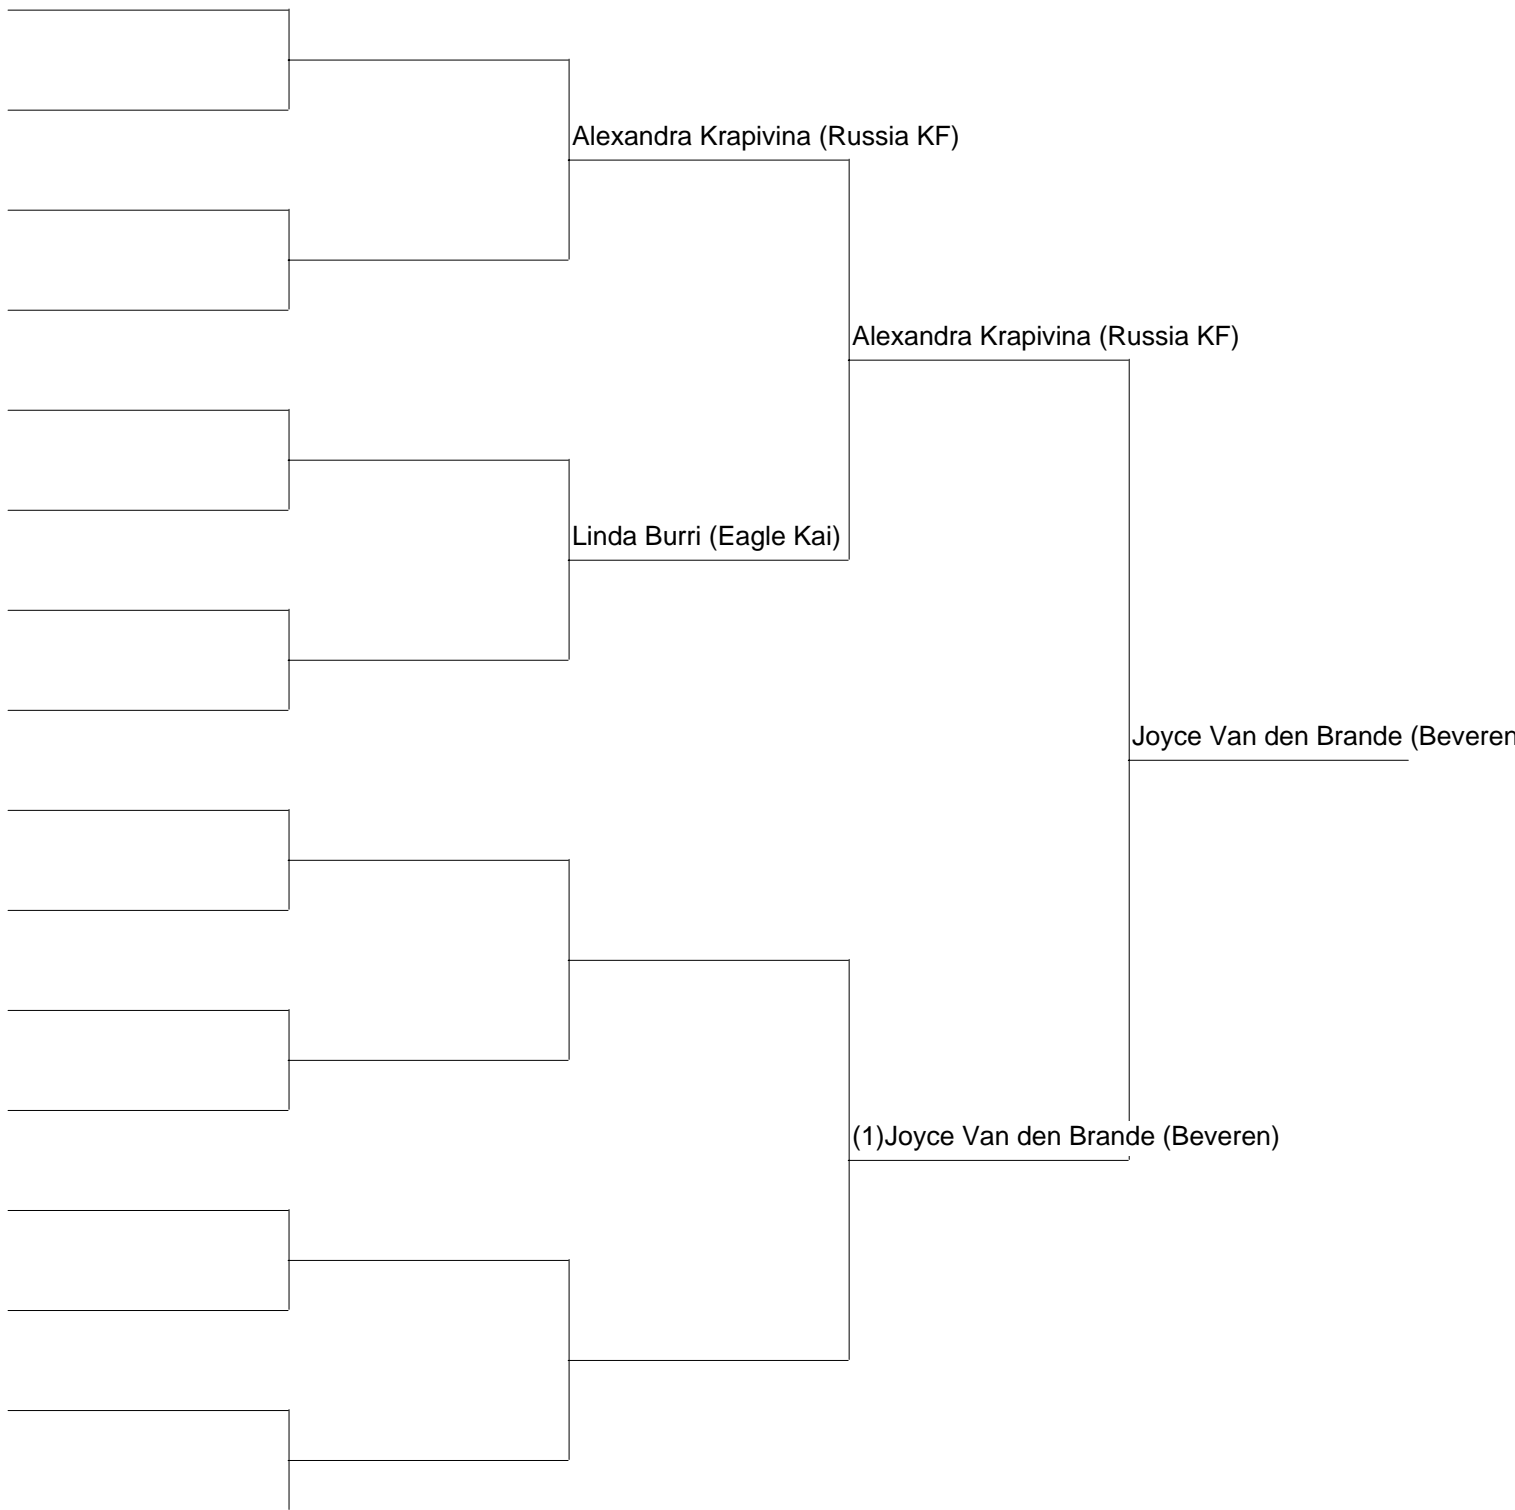 Alexandra Krapivina (Russia KF)
Alexandra Krapivina (Russia KF)
Linda Burri (Eagle Kai)
Joyce Van den Brande (Beveren
(1)Joyce Van den Brande (Beveren)